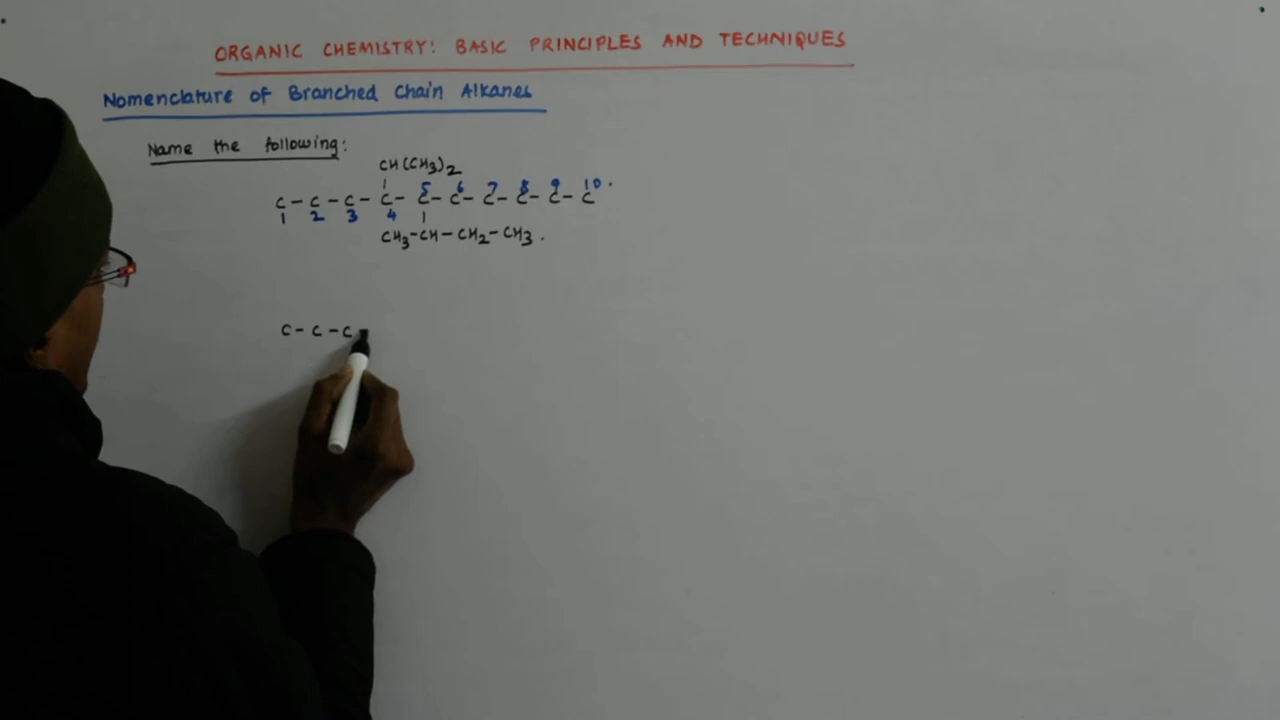 ORGANIC CHEMISTRY: BASIC PRINCIPLES AND TECHNIQUES
Nomenclature of Branched Chain Alkanes
Name the following:
CH(CH3)2
5 6 7 8 9 10.
C-C-C-C-C-C-C-C-C-C
1 2 3 4
CH3-CH-CH2-CH3.
C-C-C